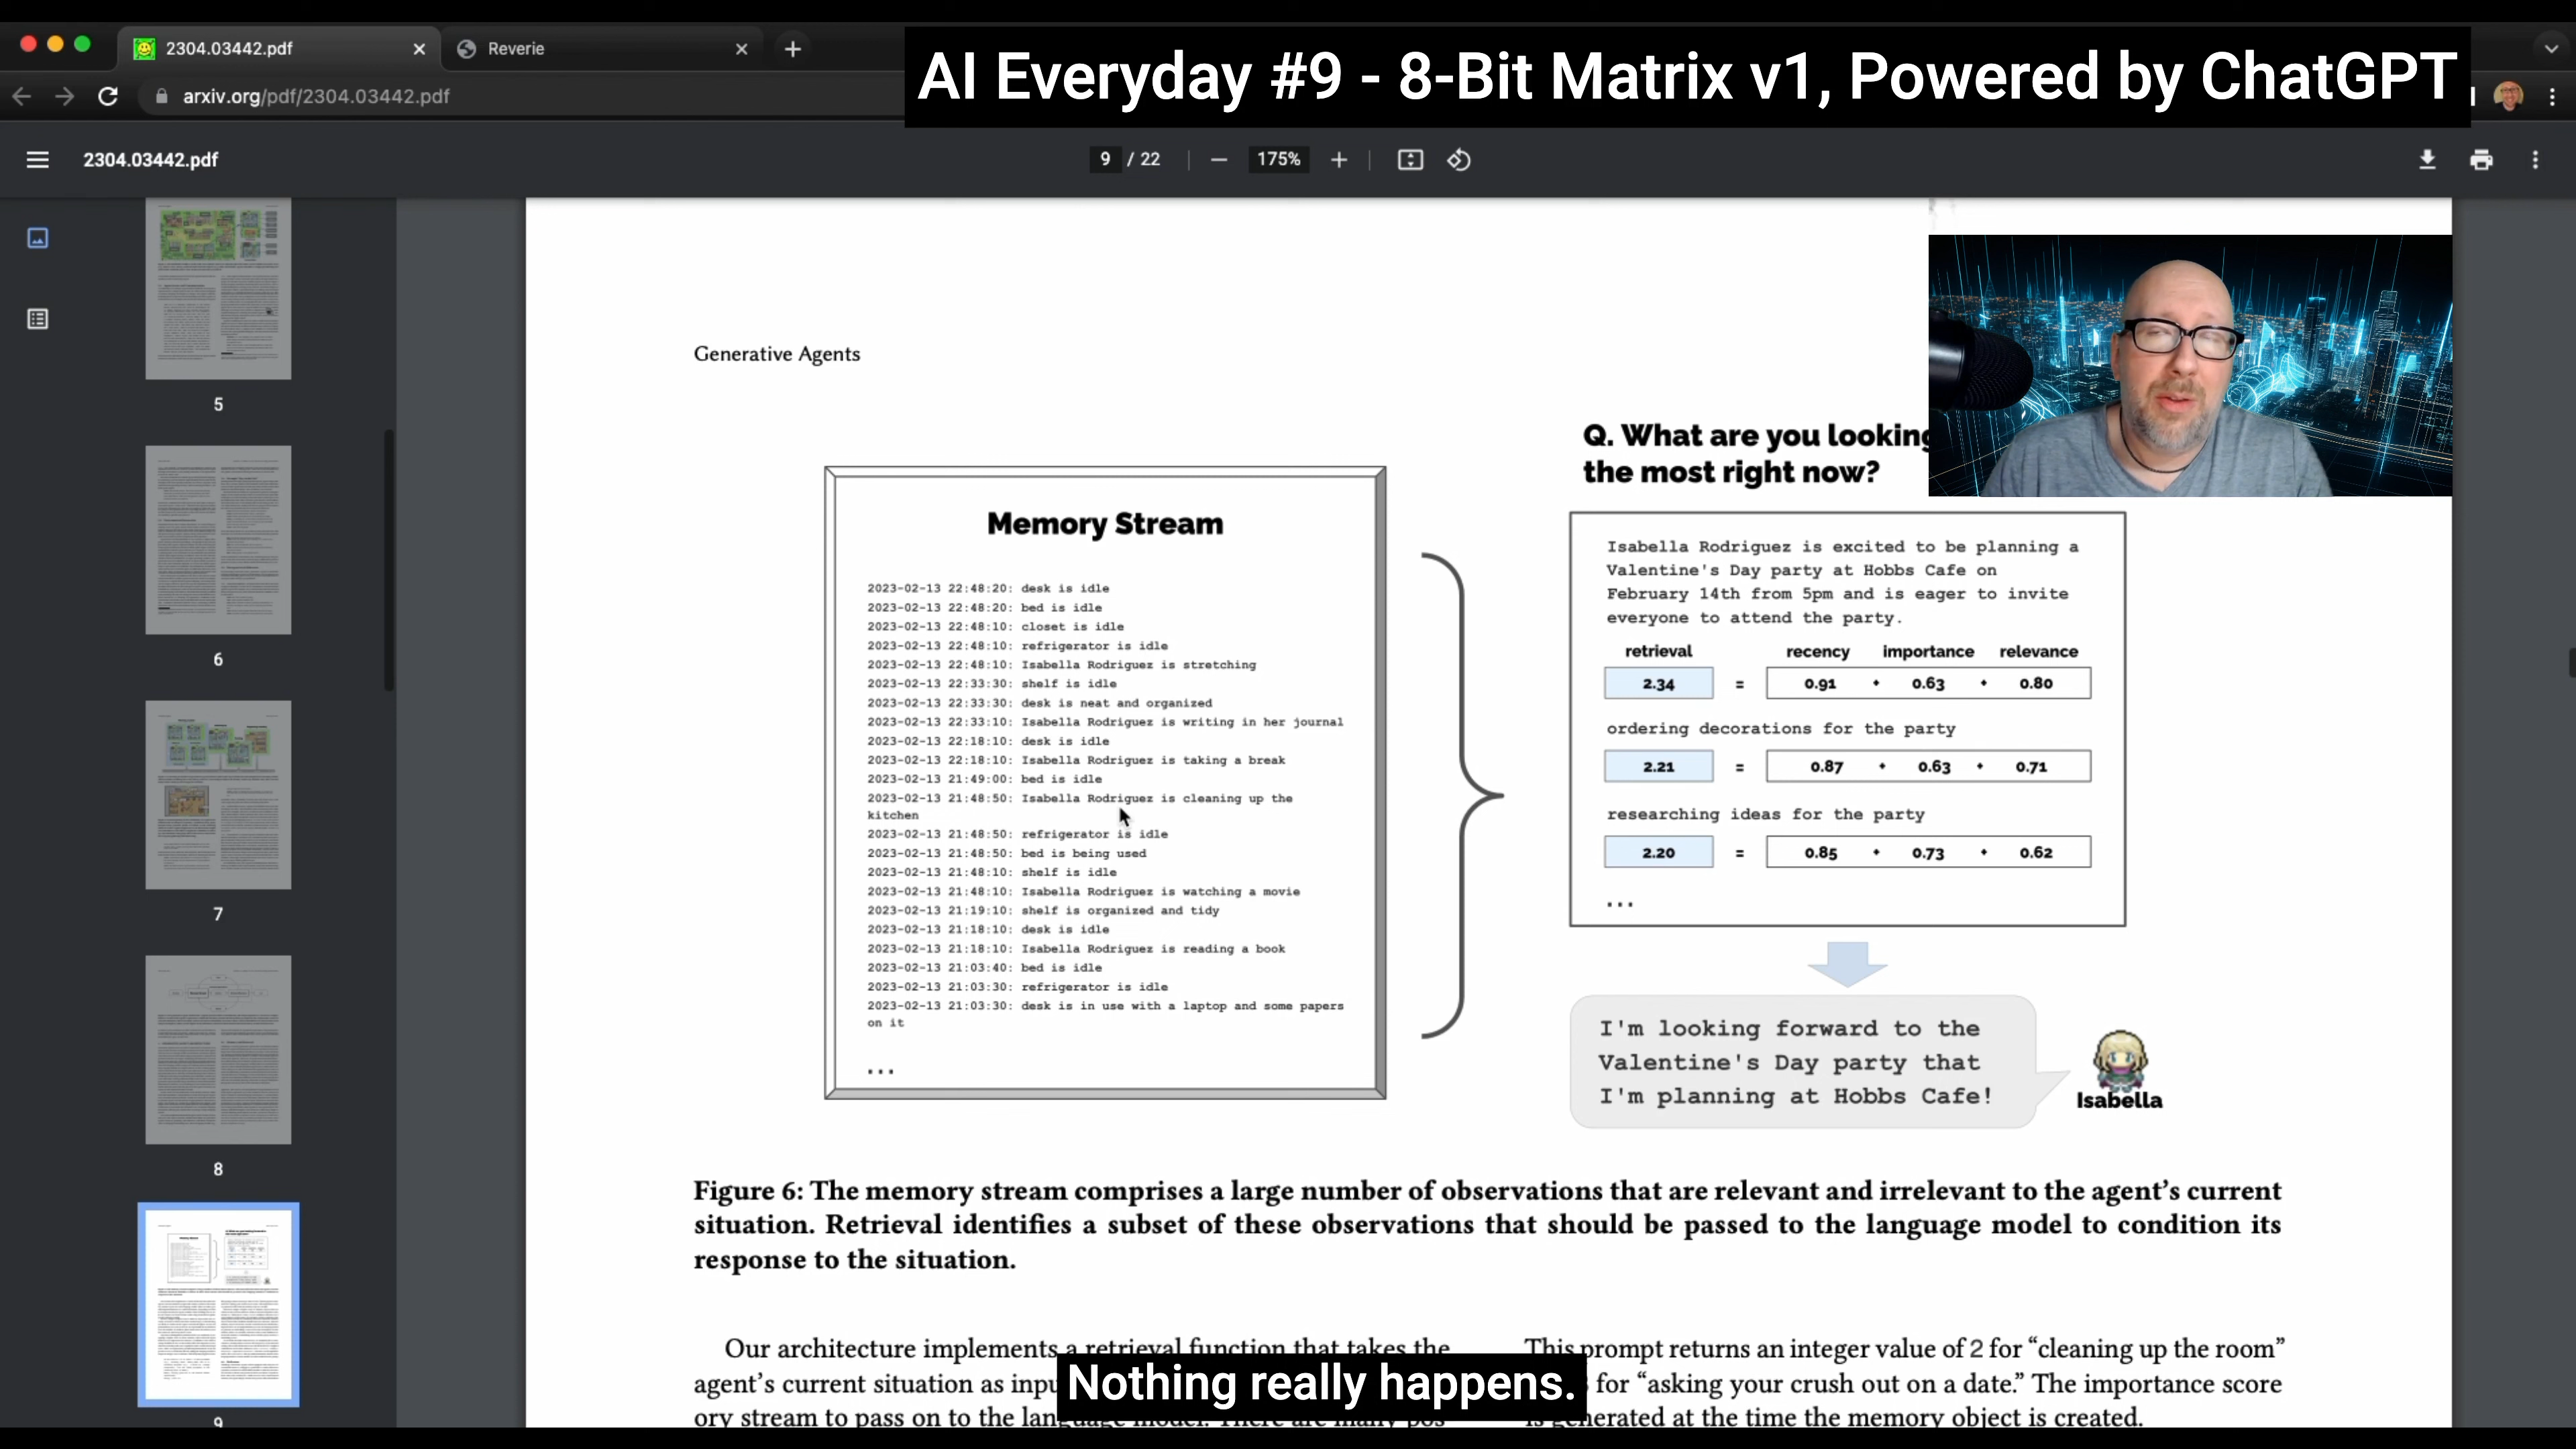 2304.03442.pdf
Reverie
AI Everyday #9 - 8-Bit Matrix v1, Powered by ChatGPT
arxiv.org/pdf/2304.03442.pdf
2304.03442.pdf
9 / 22
175%
5
6
7
8
9
Generative Agents
Memory Stream
2023-02-13 22:48:20: desk is idle
2023-02-13 22:48:20: bed is idle
2023-02-13 22:48:10: closet is idle
2023-02-13 22:48:10: refrigerator is idle
2023-02-13 22:48:10: Isabella Rodriguez is stretching
2023-02-13 22:33:30: shelf is idle
2023-02-13 22:33:30: desk is neat and organized
2023-02-13 22:33:10: Isabella Rodriguez is writing in her journal
2023-02-13 22:18:10: desk is idle
2023-02-13 22:18:10: Isabella Rodriguez is taking a break
2023-02-13 21:49:00: bed is idle
2023-02-13 21:48:50: Isabella Rodriguez is cleaning up the
kitchen
2023-02-13 21:48:50: refrigerator is idle
2023-02-13 21:48:50: bed is being used
2023-02-13 21:48:10: shelf is idle
2023-02-13 21:48:10: Isabella Rodriguez is watching a movie
2023-02-13 21:19:10: shelf is organized and tidy
2023-02-13 21:18:10: desk is idle
2023-02-13 21:18:10: Isabella Rodriguez is reading a book
2023-02-13 21:03:40: bed is idle
2023-02-13 21:03:30: refrigerator is idle
2023-02-13 21:03:30: desk is in use with a laptop and some papers
on it
...
Q. What are you looking
the most right now?
Isabella Rodriguez is excited to be planning a
Valentine's Day party at Hobbs Cafe on
February 14th from 5pm and is eager to invite
everyone to attend the party.
retrieval recency importance relevance
2.34 = 0.91 + 0.63 + 0.80
ordering decorations for the party
2.21 = 0.87 + 0.63 + 0.71
researching ideas for the party
2.20 = 0.85 + 0.73 + 0.62
...
I'm looking forward to the
Valentine's Day party that
I'm planning at Hobbs Cafe!
Isabella
Figure 6: The memory stream comprises a large number of observations that are relevant and irrelevant to the agent's current
situation. Retrieval identifies a subset of these observations that should be passed to the language model to condition its
response to the situation.
Our architecture implements a retrieval function that takes the
agent's current situation as
ory stream to pass on to the
This prompt returns an integer value of 2 for “cleaning up the room”
for “asking your crush out on a date.” The importance score
is generated at the time the memory object is created.
Nothing really happens.